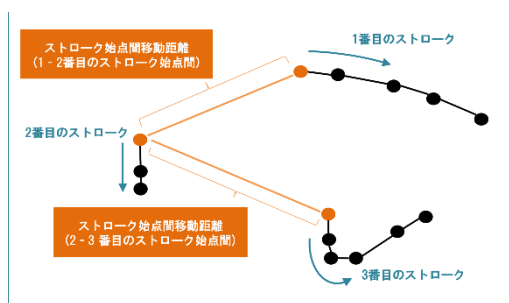 1番目のストローク
ストローク始点間移動距離
(1 - 2番目のストローク始点間)
2番目のストローク
ストローク始点間移動距離
(2 - 3 番目のストローク始点間)
3番目のストローク